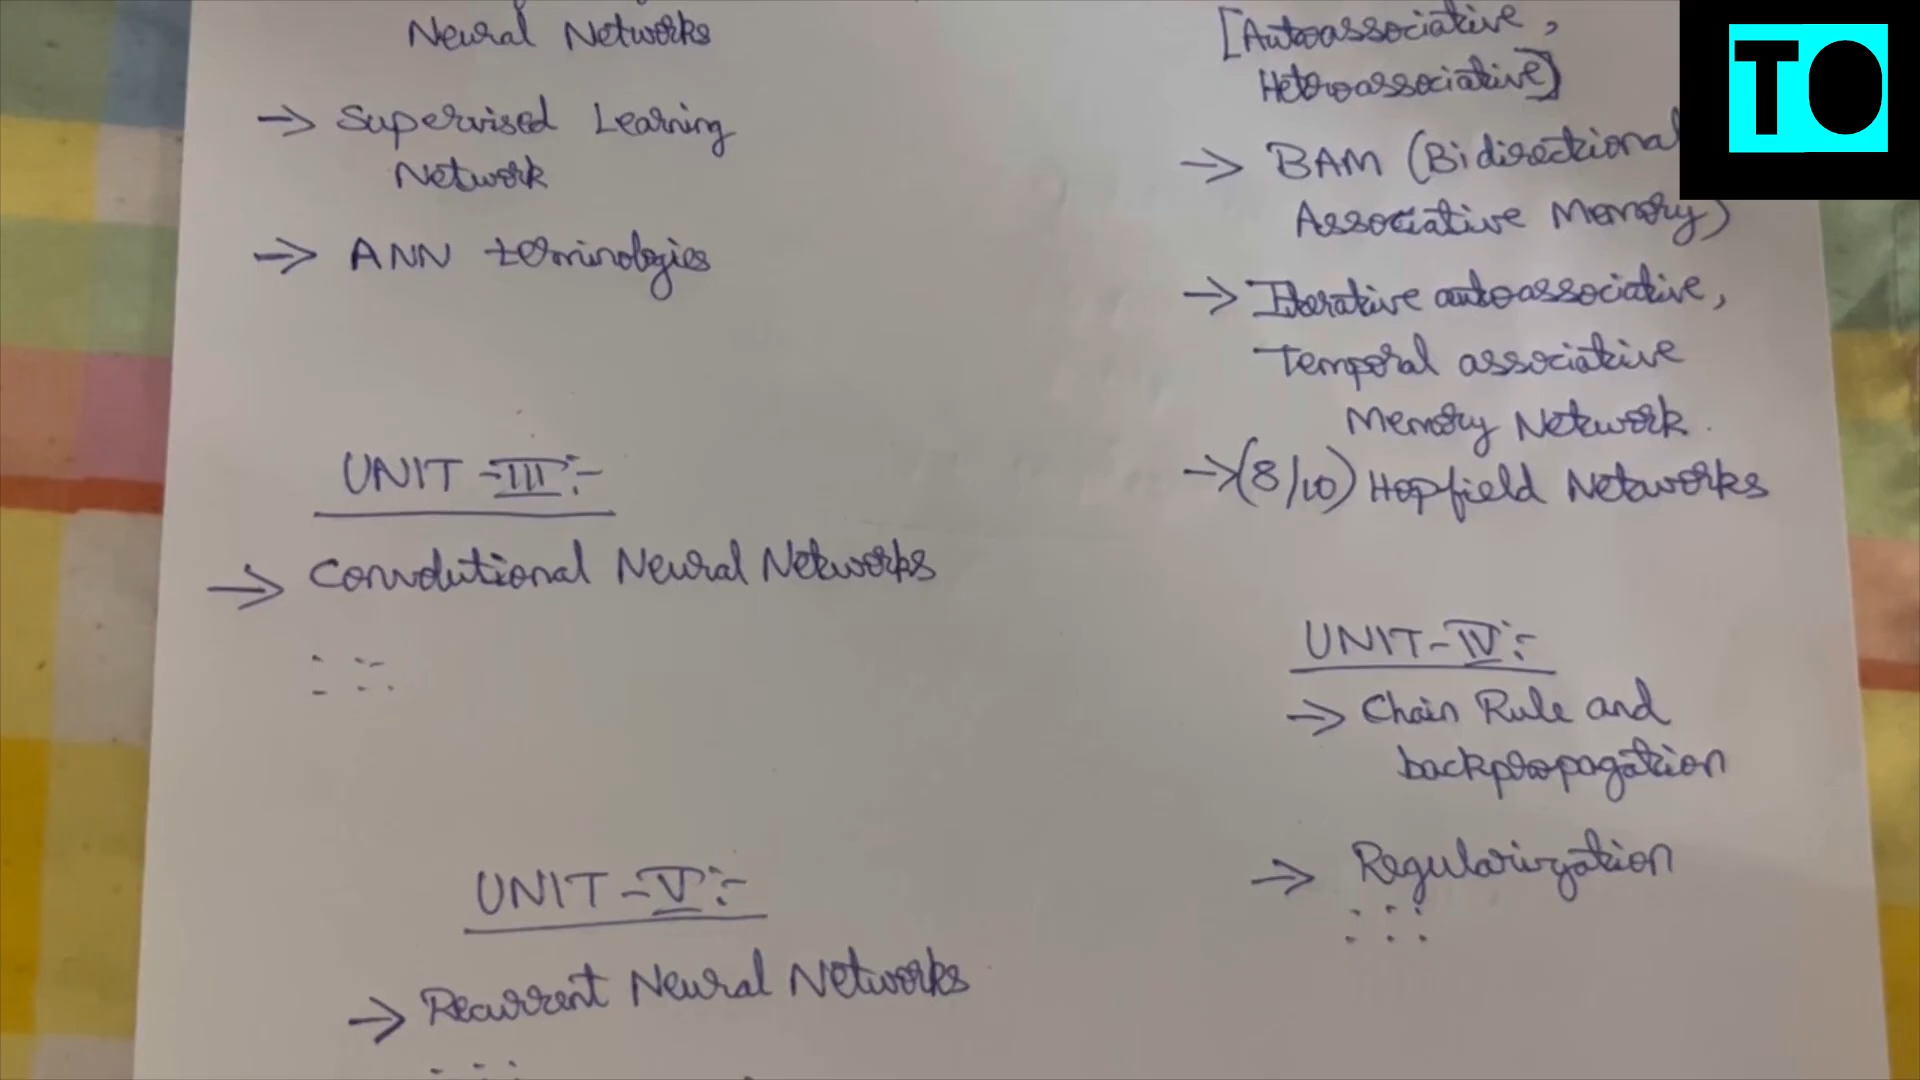 Neural Networks
→ Supervised Learning
Network
→ ANN terminologies
UNIT-III:-
→ Convolutional Neural Networks
UNIT-V:-
→ Recurrent Neural Networks
[Autoassociative,
Hetroassociative]
→ BAM (Bidirectional
Associative Memory)
→ Iterative autoassociative,
Temporal associative
Memory Network.
→ (8/10) Hopfield Networks
UNIT-IV:-
→ Chain Rule and
backpropagation
→ Regularization
TO